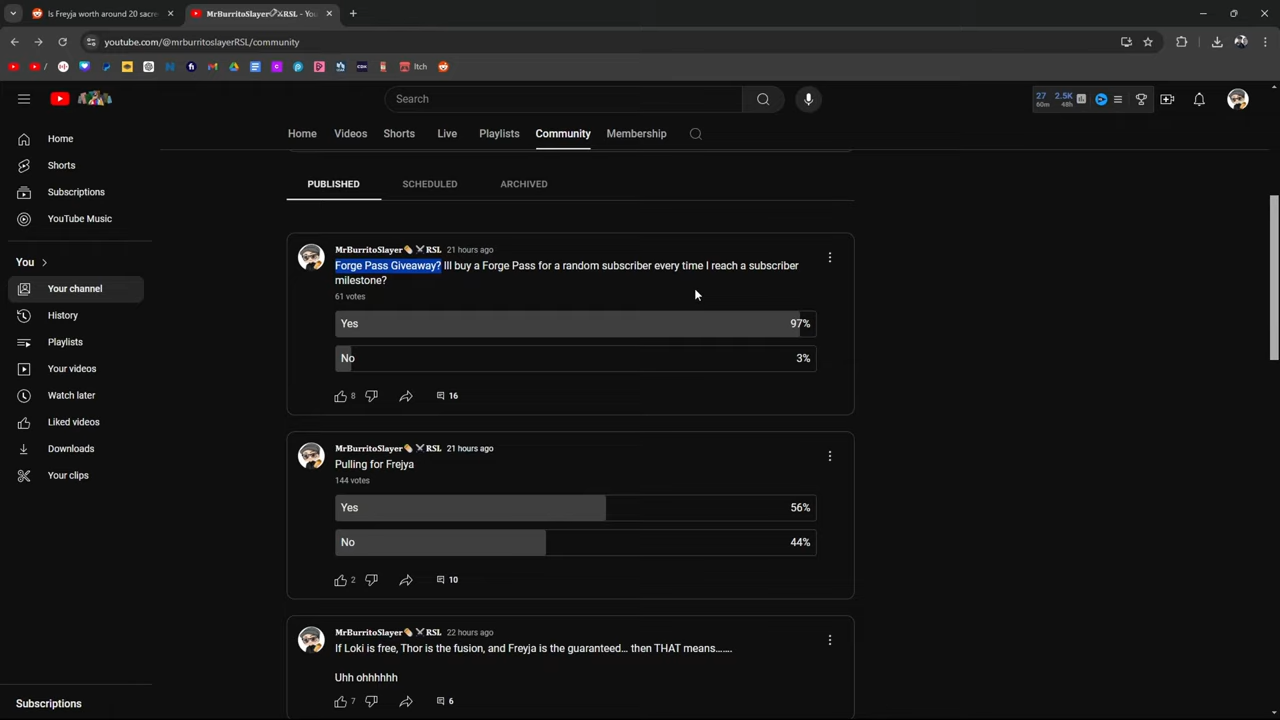 Is Freyja worth around 20 sacre
MrBurritoSlayer🌯⚔RSL - You
youtube.com/@mrburritoslayerRSL/community
Itch
Search
27
60m
2.5K
48h
Home
Shorts
Subscriptions
YouTube Music
You
Your channel
History
Playlists
Your videos
Watch later
Liked videos
Downloads
Your clips
Subscriptions
Home Videos Shorts Live Playlists Community Membership
PUBLISHED SCHEDULED ARCHIVED
MrBurritoSlayer🌯⚔RSL 21 hours ago
Forge Pass Giveaway? Ill buy a Forge Pass for a random subscriber every time I reach a subscriber
milestone?
61 votes
Yes 97%
No 3%
8 16
MrBurritoSlayer🌯⚔RSL 21 hours ago
Pulling for Frejya
144 votes
Yes 56%
No 44%
2 10
MrBurritoSlayer🌯⚔RSL 22 hours ago
If Loki is free, Thor is the fusion, and Freyja is the guaranteed... then THAT means.......
Uhh ohhhhhh
7 6